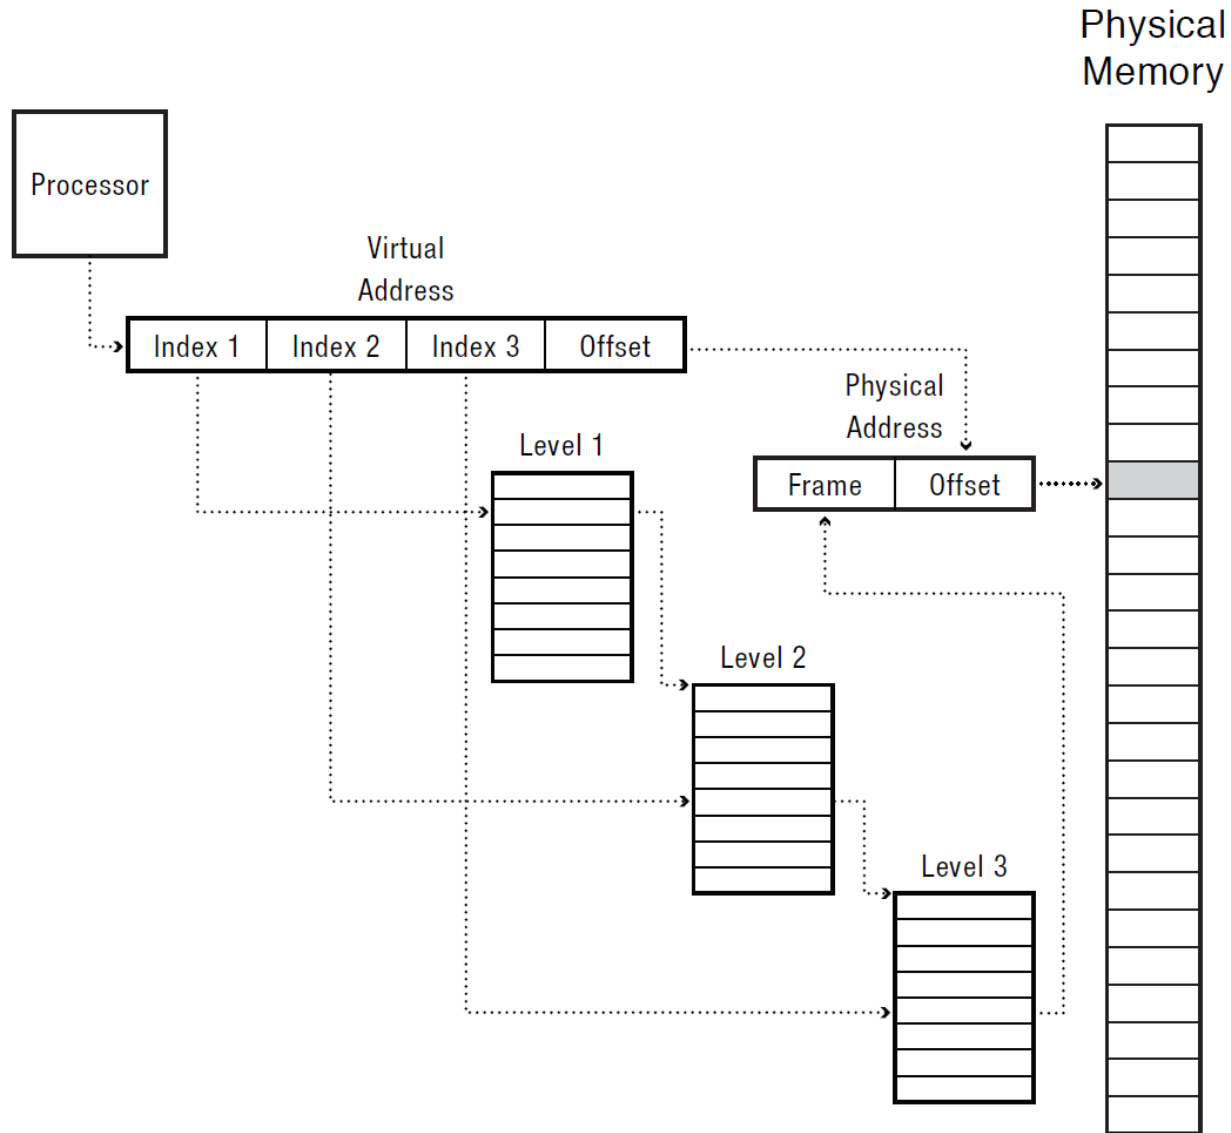 Physical
Memory
Processor
Virtual
Address
Index 1 Index 2 Index 3 Offset
Physical
Address
Level 1
Frame Offset
Level 2
Level 3